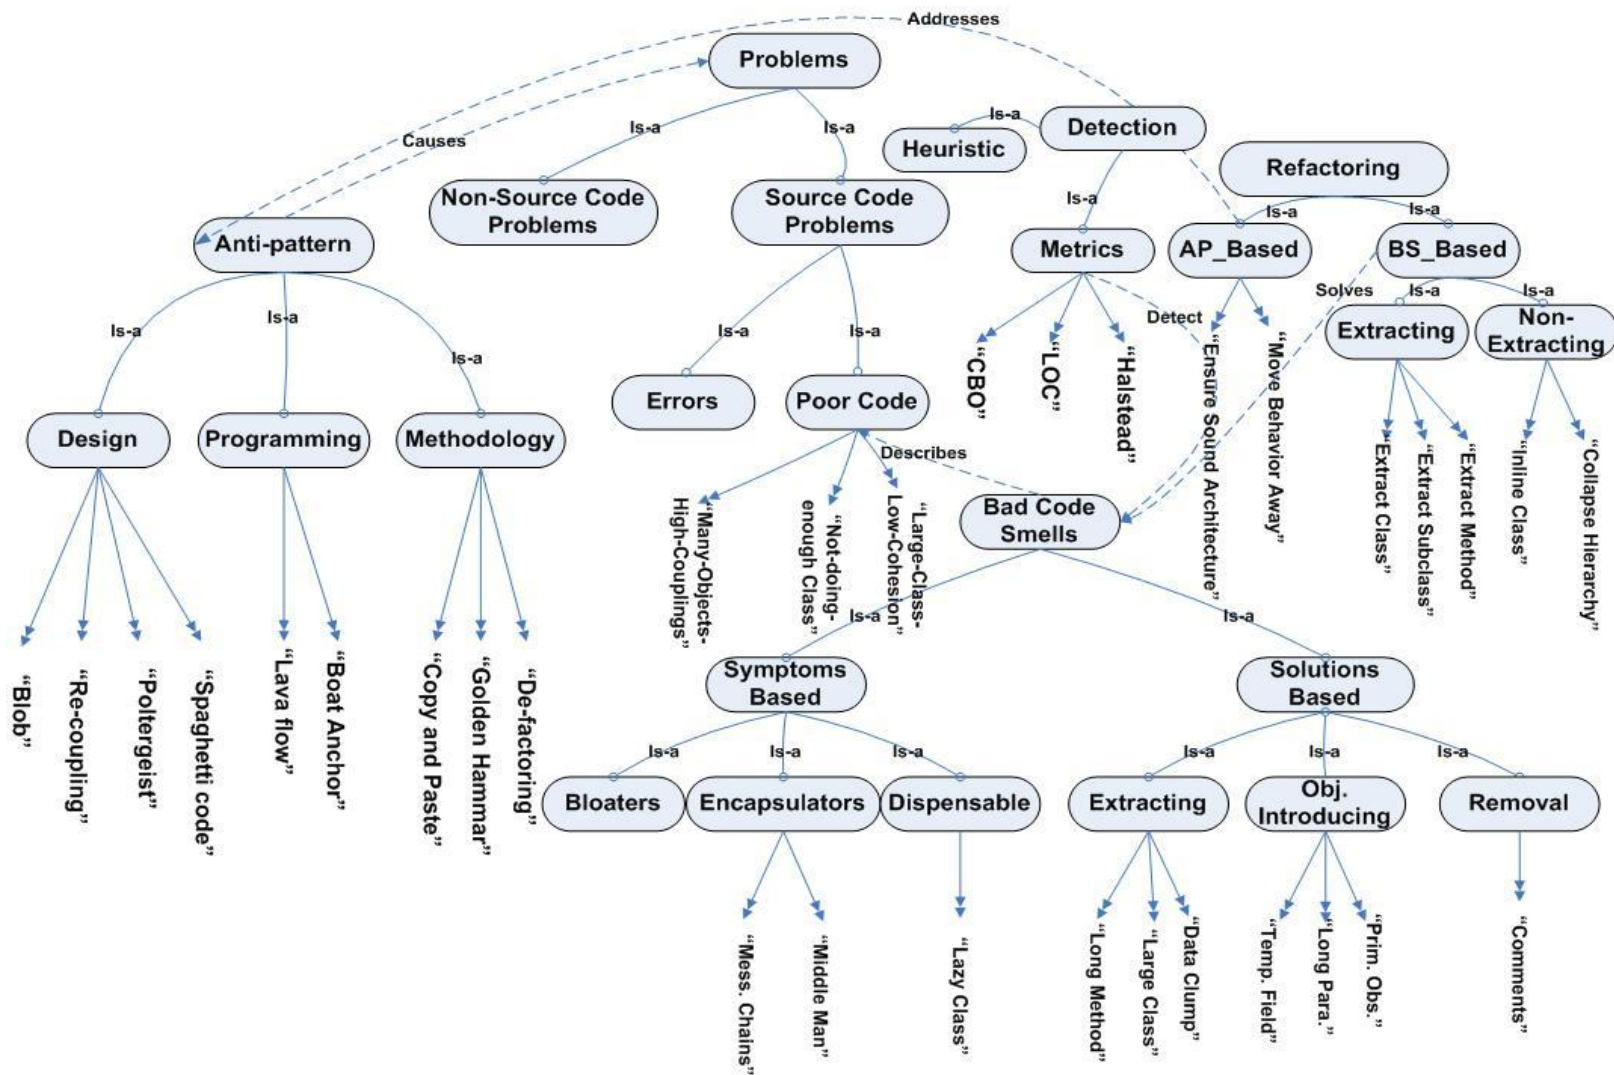 Addresses
Problems
Is-a
Detection
Causes
Is-a
Is-a
Heuristic
Refactoring
Non-Source Code
Problems
Source Code
Problems
Is-a
Is-a
Is-a
Anti-pattern
Metrics
AP_Based
BS_Based
Solves
Is-a
Is-a
Detect
Is-a
Is-a
Is-a
Is-a
Is-a
Extracting
Non-
Extracting
“CBO”
“LOC”
“Halstead”
“Ensure Sound Architecture”
“Move Behavior Away”
Errors
Poor Code
Design
Programming
Methodology
Describes
“Extract Class”
“Extract Subclass”
“Extract Method”
“Inline Class”
“Collapse Hierarchy”
“Many-Objects-
High-Couplings”
“Not-doing-
enough Class”
“Large-Class-
Low-Cohesion”
Bad Code
Smells
Is-a
Is-a
“Blob”
“Re-coupling”
“Poltergeist”
“Spaghetti code”
“Lava flow”
“Boat Anchor”
“Copy and Paste’
“Golden Hammar”
“De-factoring”
Symptoms
Based
Solutions
Based
Is-a
Is-a
Is-a
Is-a
Is-a
Is-a
Bloaters
Encapsulators
Dispensable
Extracting
Obj.
Introducing
Removal
“Mess. Chains”
“Middle Man”
“Lazy Class”
“Long Method”
“Large Class”
“Data Clump”
“Temp. Field”
“Long Para.”
“Prim. Obs.”
“Comments”